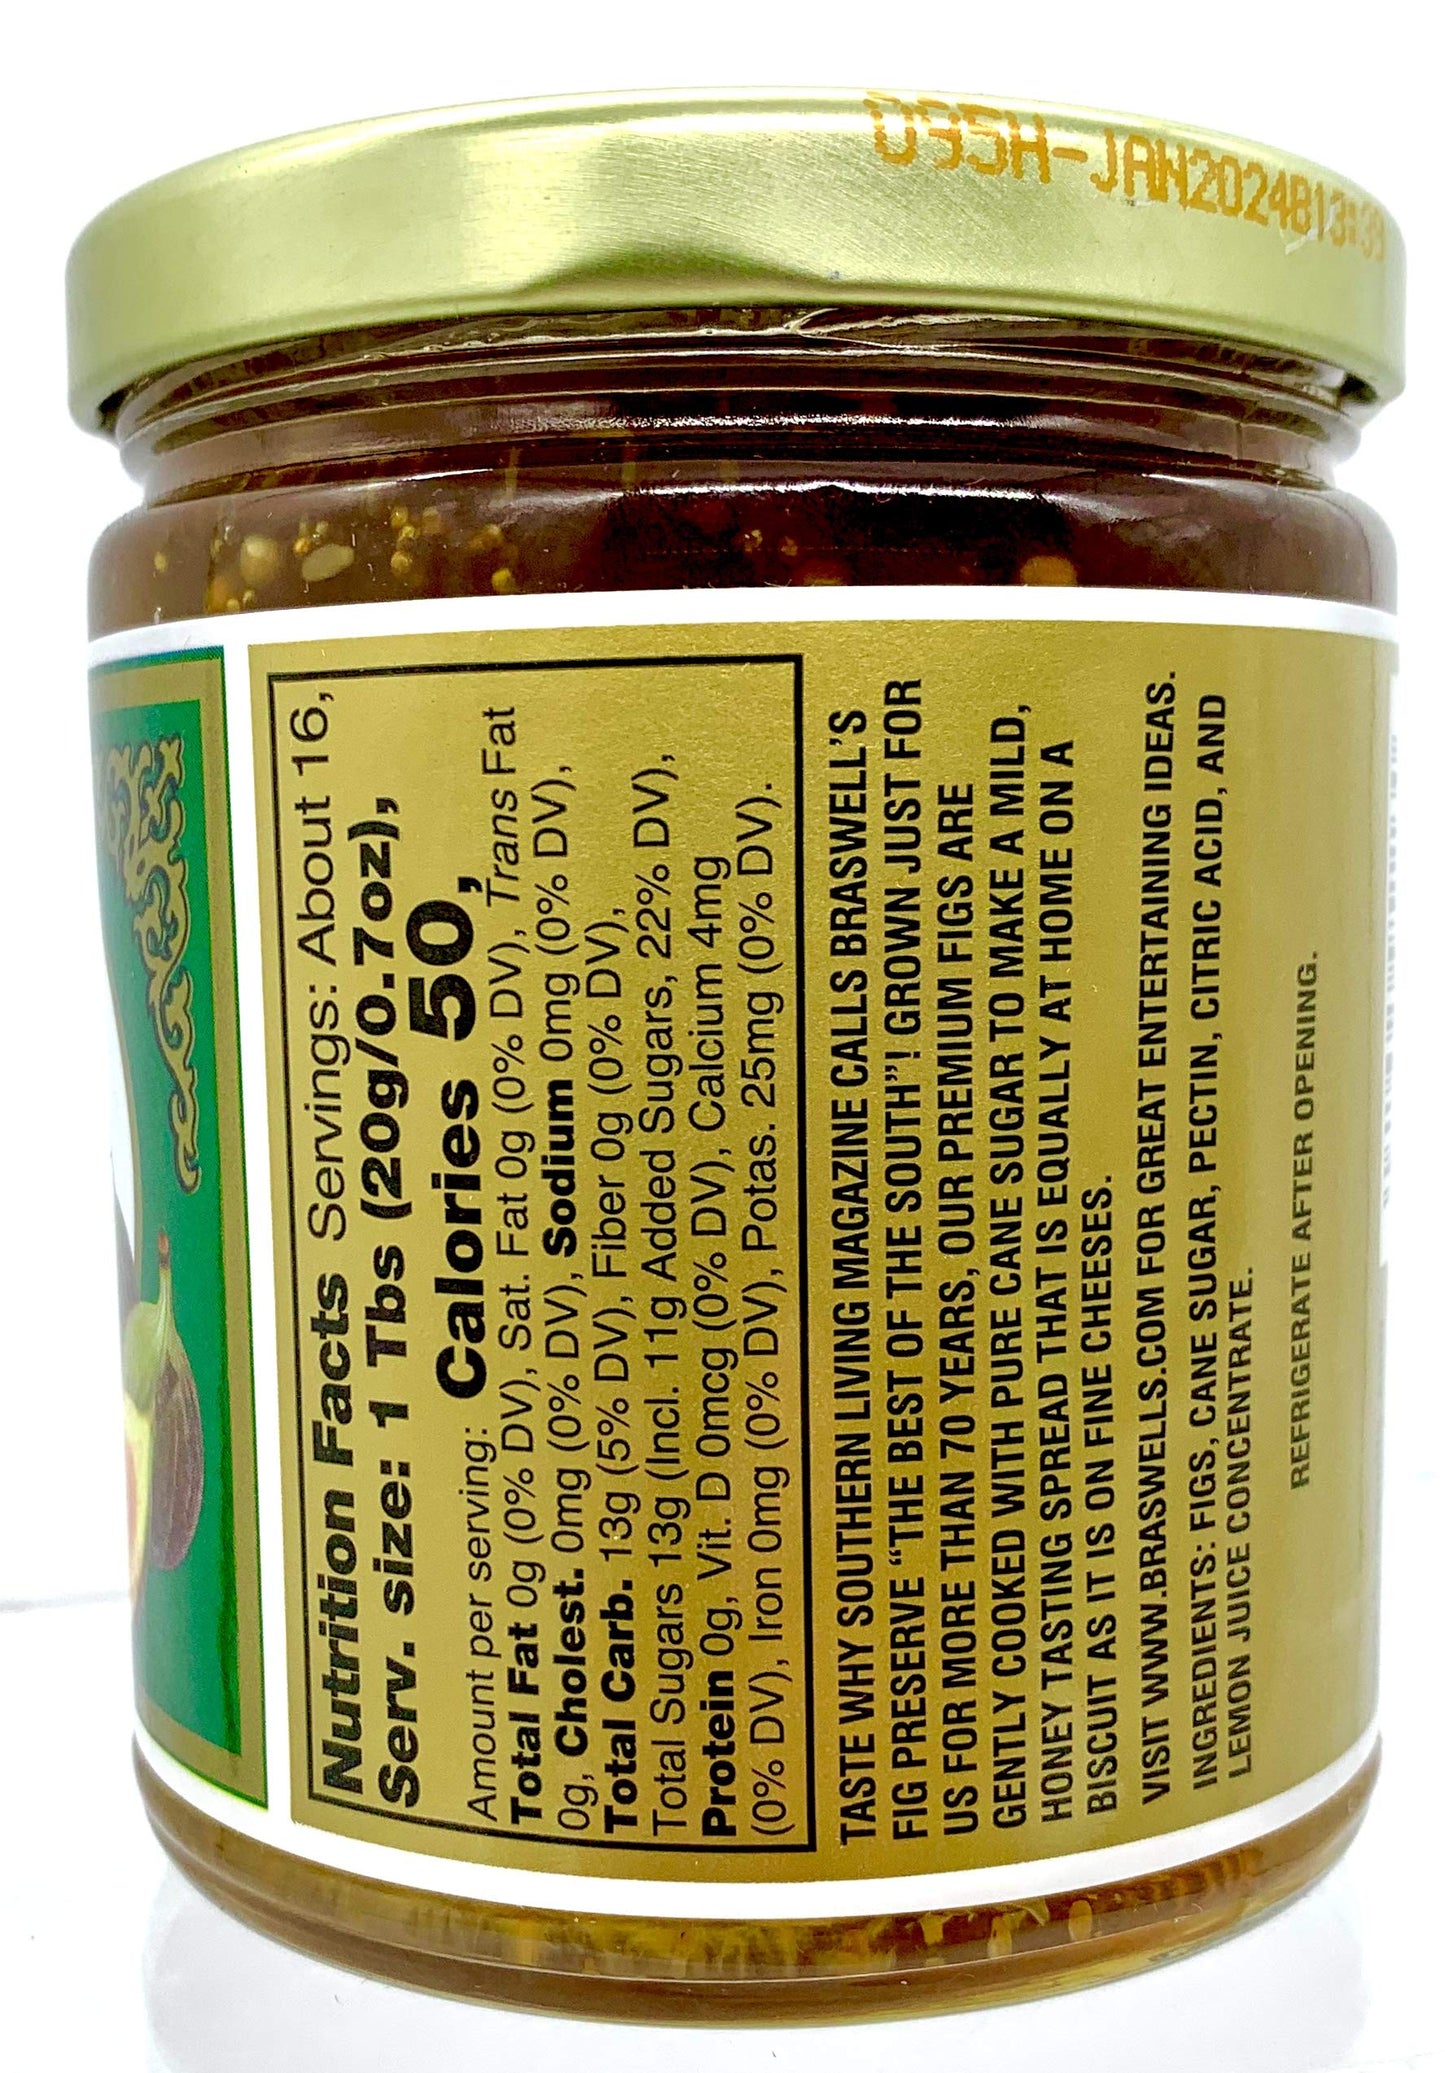 095H-JAN2024B13:39
Nutrition Facts Servings: About 16,
Serv. size: 1 Tbs (20g/0.7oz),
Amount per serving: Calories 50,
Total Fat 0g (0% DV), Sat. Fat 0g (0% DV), Trans Fat
0g, Cholest. 0mg (0% DV), Sodium 0mg (0% DV),
Total Carb. 13g (5% DV), Fiber 0g (0% DV),
Total Sugars 13g (Incl. 11g Added Sugars, 22% DV),
Protein 0g, Vit. D 0mcg (0% DV), Calcium 4mg
(0% DV), Iron 0mg (0% DV), Potas. 25mg (0% DV).
TASTE WHY SOUTHERN LIVING MAGAZINE CALLS BRASWELL'S
FIG PRESERVE “THE BEST OF THE SOUTH”! GROWN JUST FOR
US FOR MORE THAN 70 YEARS, OUR PREMIUM FIGS ARE
GENTLY COOKED WITH PURE CANE SUGAR TO MAKE A MILD,
HONEY TASTING SPREAD THAT IS EQUALLY AT HOME ON A
BISCUIT AS IT IS ON FINE CHEESES.
VISIT WWW.BRASWELLS.COM FOR GREAT ENTERTAINING IDEAS.
INGREDIENTS: FIGS, CANE SUGAR, PECTIN, CITRIC ACID, AND
LEMON JUICE CONCENTRATE.
REFRIGERATE AFTER OPENING.